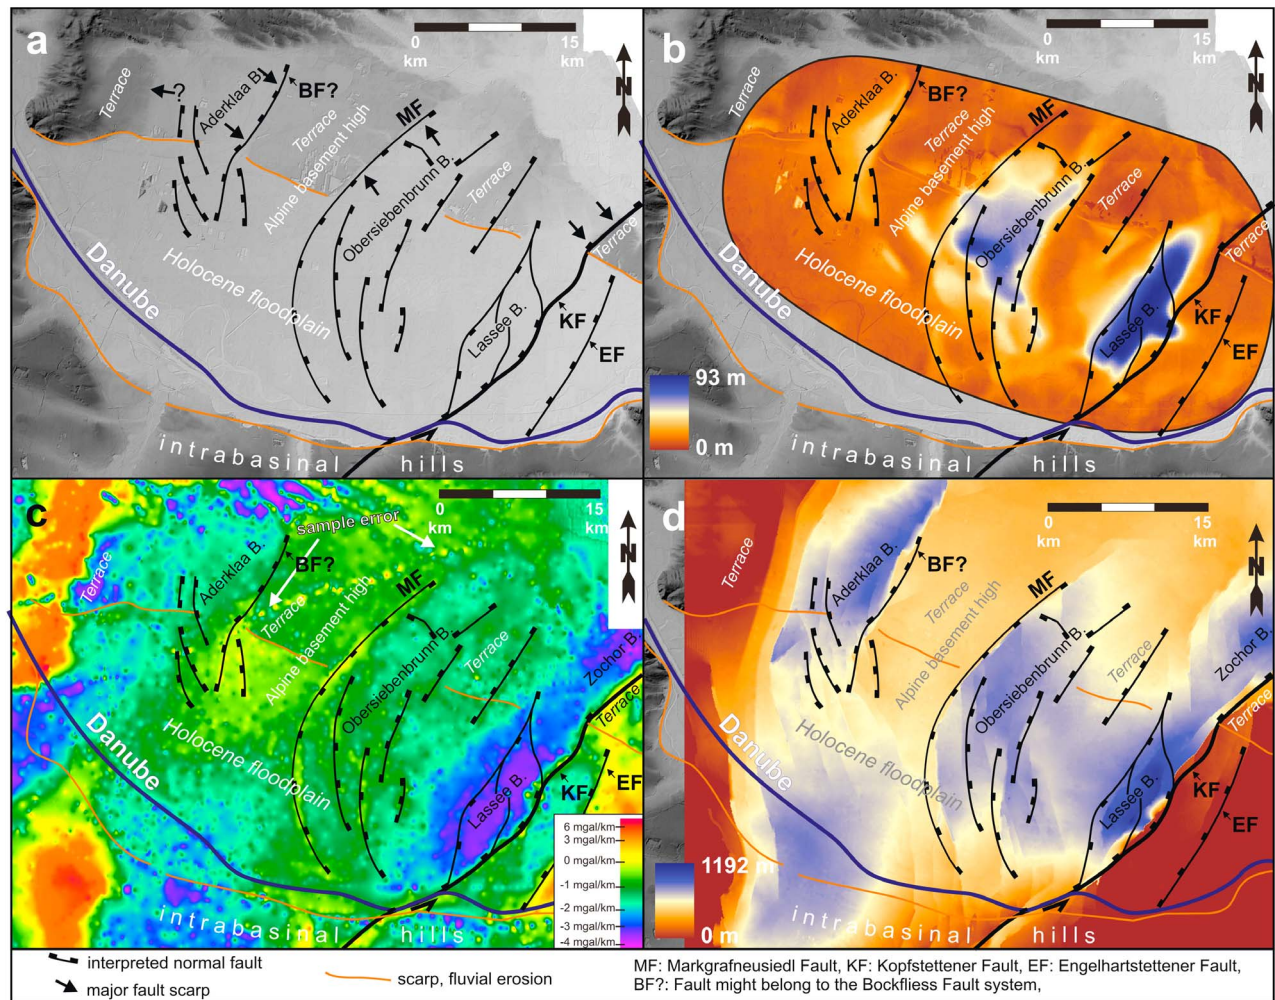 a
0
km
15
km
N
Terrace
?
Aderklaa B.
BF?
MF
Terrace
Alpine basement high
Obersiebenbrunn B.
Terrace
Terrace
Danube
Holocene floodplain
Lassee B.
KF
EF
intrabasinal hills
b
0
km
15
km
N
Terrace
Aderklaa B.
BF?
MF
Terrace
Alpine basement high
Obersiebenbrunn B.
Terrace
Terrace
Danube
Holocene floodplain
Lassee B.
KF
EF
93 m
0 m
intrabasinal hills
c
0
km
15
km
N
sample error
Terrace
Aderklaa B.
BF?
MF
Terrace
Alpine basement high
Obersiebenbrunn B.
Terrace
Zochor B.
Terrace
Danube
Holocene floodplain
Lassee B.
KF
EF
6 mgal/km
3 mgal/km
0 mgal/km
-1 mgal/km
-2 mgal/km
-3 mgal/km
-4 mgal/km
intrabasinal hills
d
0
km
15
km
N
Terrace
Aderklaa B.
BF?
MF
Terrace
Alpine basement high
Obersiebenbrunn B.
Terrace
Zochor B.
Terrace
Danube
Holocene floodplain
Lassee B.
KF
EF
1192 m
0 m
intrabasinal hills
interpreted normal fault
major fault scarp
scarp, fluvial erosion
MF: Markgrafneusiedl Fault, KF: Kopfstettener Fault, EF: Engelhartstettener Fault,
BF?: Fault might belong to the Bockfliess Fault system,